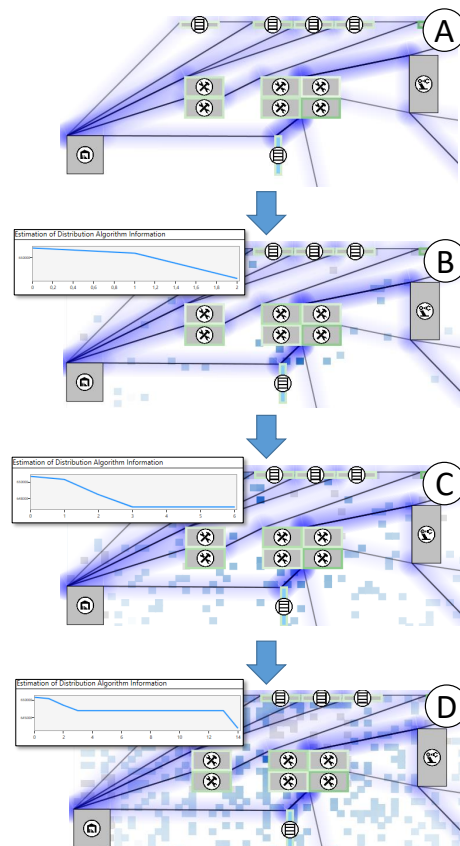 A
Estimation of Distribution Algorithm Information
0 0,2 0,4 0,6 0,8 1 1,2 1,4 1,6 1,8 2
B
Estimation of Distribution Algorithm Information
0 1 2 3 4 5 6
C
Estimation of Distribution Algorithm Information
0 2 4 6 8 10 12 14
D